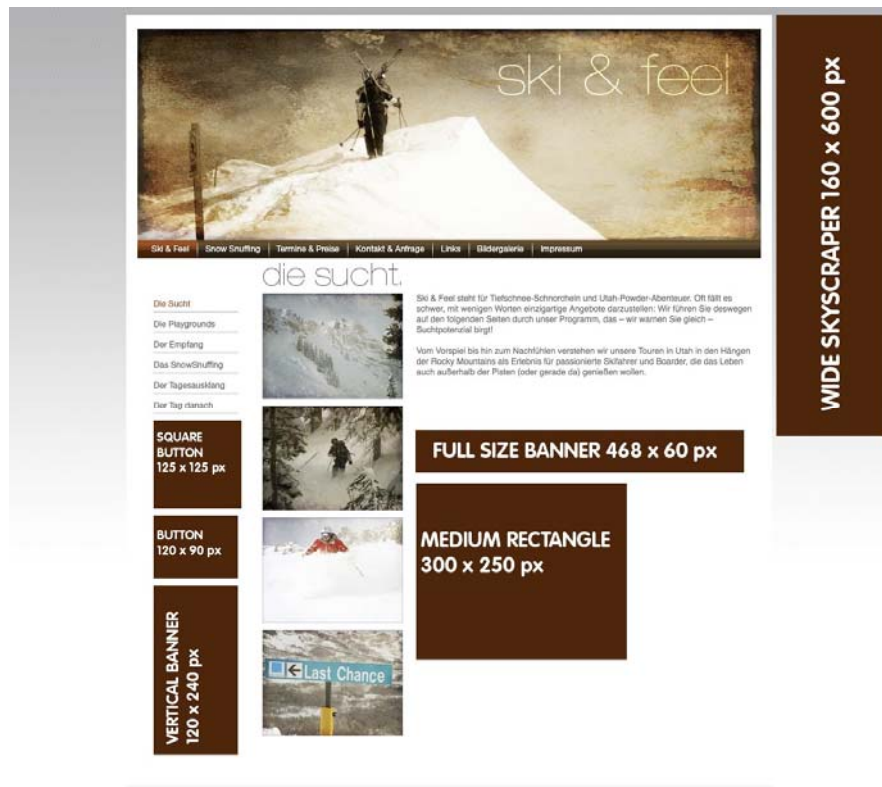 ski & feel
WIDE SKYSCRAPER 160 x 600 px
Ski & Feel
Snow Snuffing
Termine & Preise
Kontakt & Anfrage
Links
Bildergalerie
Impressum
die sucht.
Die Sucht
Die Playgrounds
Der Empfang
Das SnowSnuffing
Der Tagesausklang
Der Tag danach
Ski & Feel steht für Tiefschnee-Schnorcheln und Utah-Powder-Abenteuer. Oft fällt es
schwer, mit wenigen Worten einzigartige Angebote darzustellen: Wir führen Sie deswegen
auf den folgenden Seiten durch unser Programm, das – wir warnen Sie gleich –
Suchtpotenzial birgt!
Vom Vorspiel bis hin zum Nachfühlen verstehen wir unsere Touren in Utah in den Hängen
der Rocky Mountains als Erlebnis für passionierte Skifahrer und Boarder, die das Leben
auch außerhalb der Pisten (oder gerade da) genießen wollen.
SQUARE
BUTTON
125 x 125 px
BUTTON
120 x 90 px
VERTICAL BANNER
120 x 240 px
FULL SIZE BANNER 468 x 60 px
MEDIUM RECTANGLE
300 x 250 px
Last Chance